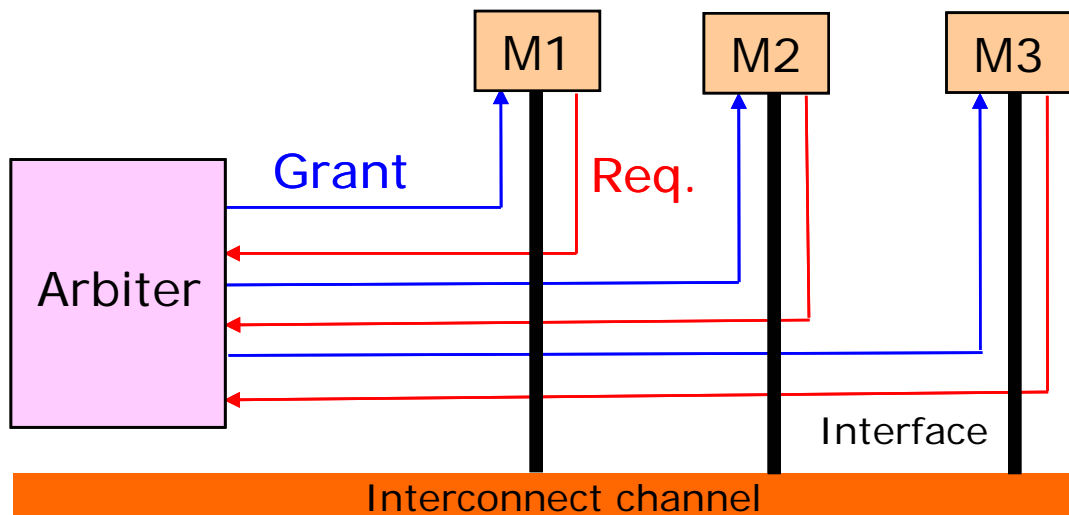 M1
M2
M3
Grant
Req.
Arbiter
Interface
Interconnect channel